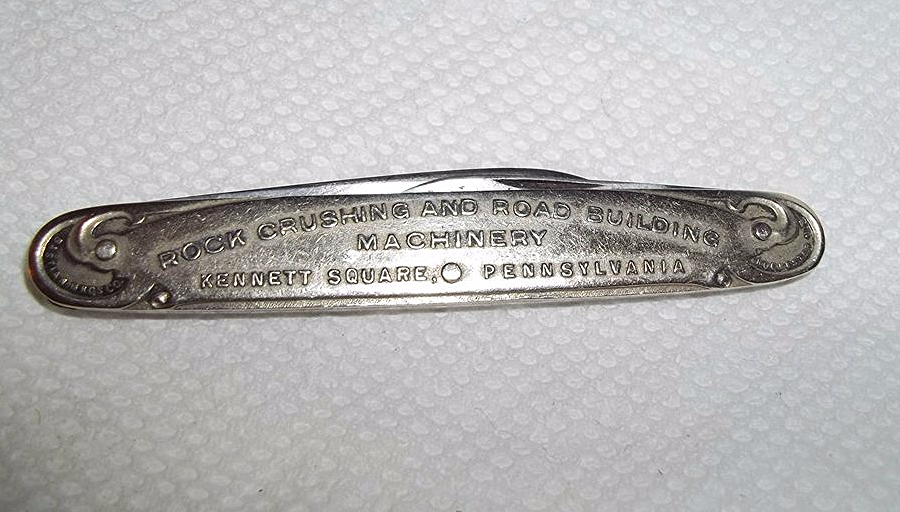 ROCK CRUSHING AND ROAD BUILDING
MACHINERY
KENNETT SQUARE, PENNSYLVANIA